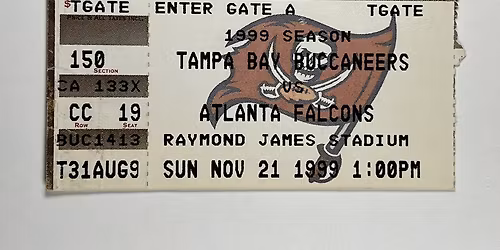 TGATE ENTER GATE A TGATE
1999 SEASON
150 TAMPA BAY BUCCANEERS
SECTION
CA 133X VS.
CC 19 ATLANTA FALCONS
ROW SEAT
BUC1413 RAYMOND JAMES STADIUM
T31AUG9 SUN NOV 21 1999 1:00PM